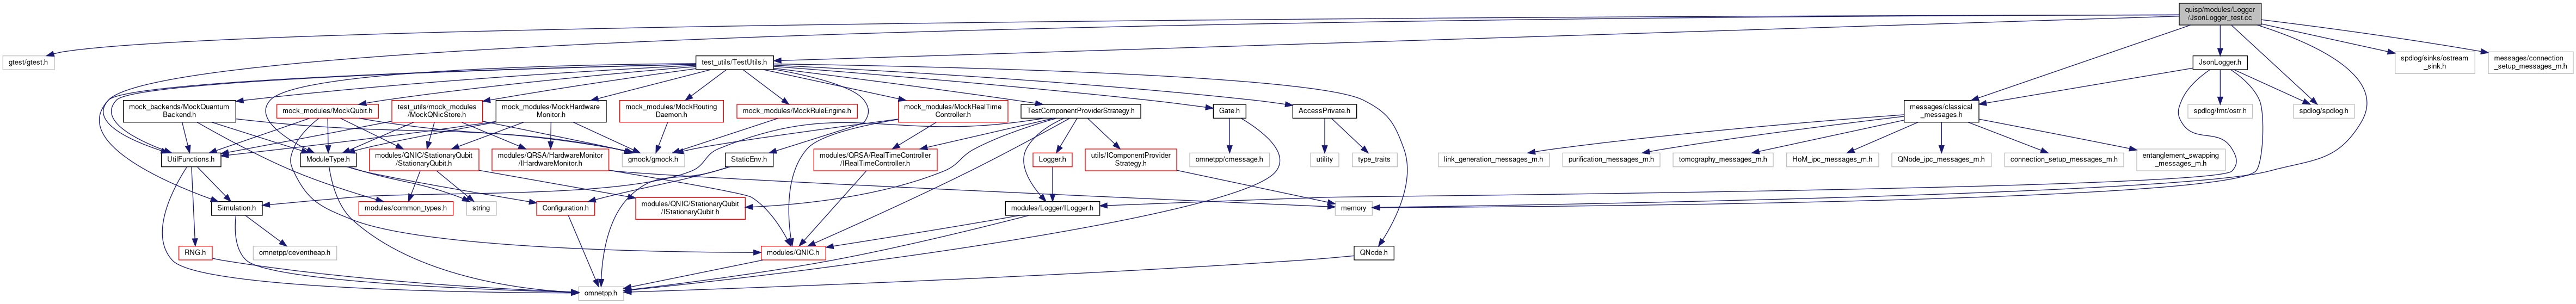 quisp/modules/Logger
/JsonLogger_test.cc
gtest/gtest.h
test_utils/TestUtils.h
JsonLogger.h
spdlog/sinks/ostream
_sink.h
messages/connection
_setup_messages_m.h
mock_backends/MockQuantum
Backend.h
mock_modules/MockQubit.h
test_utils/mock_modules
/MockQNicStore.h
mock_modules/MockHardware
Monitor.h
mock_modules/MockRouting
Daemon.h
mock_modules/MockRuleEngine.h
mock_modules/MockRealTime
Controller.h
TestComponentProviderStrategy.h
Gate.h
AccessPrivate.h
messages/classical
_messages.h
spdlog/fmt/ostr.h
spdlog/spdlog.h
UtilFunctions.h
ModuleType.h
modules/QNIC/StationaryQubit
/StationaryQubit.h
modules/QRSA/HardwareMonitor
/IHardwareMonitor.h
gmock/gmock.h
StaticEnv.h
modules/QRSA/RealTimeController
/IRealTimeController.h
Logger.h
utils/IComponentProvider
Strategy.h
omnetpp/cmessage.h
utility
type_traits
link_generation_messages_m.h
purification_messages_m.h
tomography_messages_m.h
HoM_ipc_messages_m.h
QNode_ipc_messages_m.h
connection_setup_messages_m.h
entanglement_swapping
_messages_m.h
Simulation.h
modules/common_types.h
string
Configuration.h
modules/QNIC/StationaryQubit
/IStationaryQubit.h
modules/Logger/ILogger.h
memory
RNG.h
omnetpp/ceventheap.h
modules/QNIC.h
QNode.h
omnetpp.h